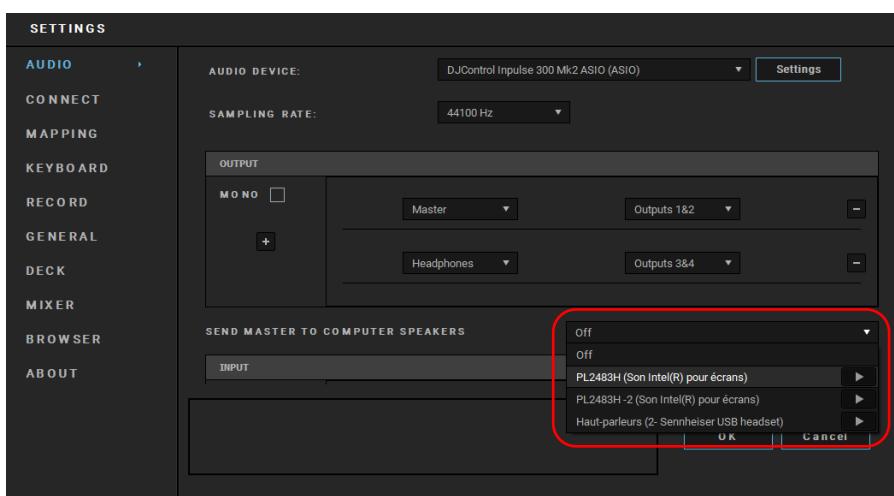 SETTINGS
AUDIO
CONNECT
MAPPING
KEYBOARD
RECORD
GENERAL
DECK
MIXER
BROWSER
ABOUT
AUDIO DEVICE: DJControl Inpulse 300 Mk2 ASIO (ASIO) Settings
SAMPLING RATE: 44100 Hz
OUTPUT
MONO
+
Master Outputs 1&2 −
Headphones Outputs 3&4 −
SEND MASTER TO COMPUTER SPEAKERS Off
Off
PL2483H (Son Intel(R) pour écrans)
PL2483H -2 (Son Intel(R) pour écrans)
Haut-parleurs (2- Sennheiser USB headset)
INPUT
OK Cancel